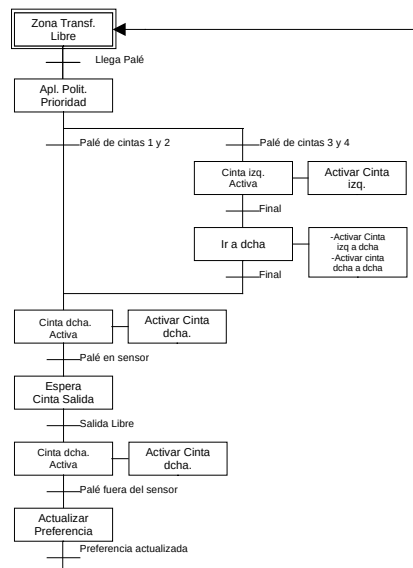 Zona Transf.
Libre
Llega Palé
Apl. Polit.
Prioridad
Palé de cintas 1 y 2
Palé de cintas 3 y 4
Cinta izq.
Activa
Activar Cinta
izq.
Final
Ir a dcha
-Activar Cinta
izq a dcha
-Activar cinta
dcha a dcha
Final
Cinta dcha.
Activa
Activar Cinta
dcha.
Palé en sensor
Espera
Cinta Salida
Salida Libre
Cinta dcha.
Activa
Activar Cinta
dcha.
Palé fuera del sensor
Actualizar
Preferencia
Preferencia actualizada